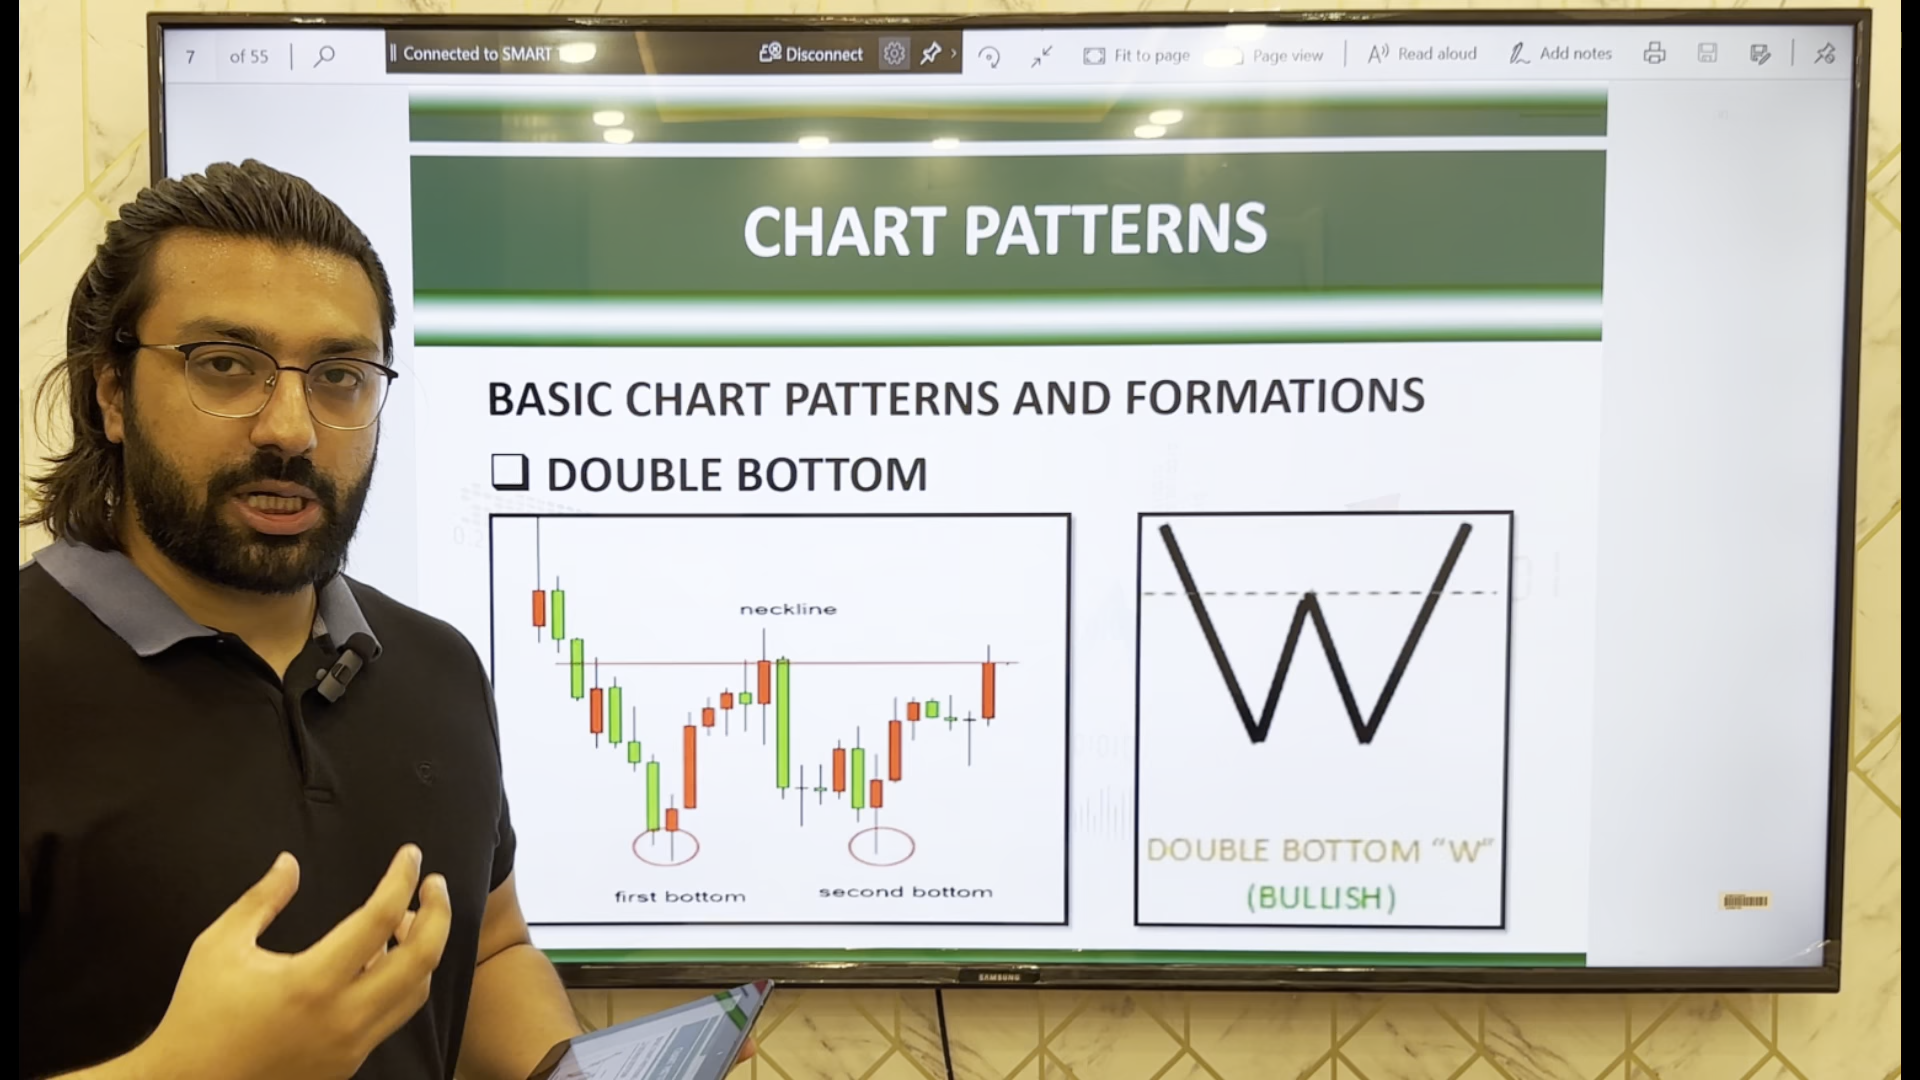 7 of 55 Connected to SMART Disconnect Fit to page Page view Read aloud Add notes
CHART PATTERNS
BASIC CHART PATTERNS AND FORMATIONS
DOUBLE BOTTOM
neckline
first bottom
second bottom
DOUBLE BOTTOM "W"
(BULLISH)
SAMSUNG